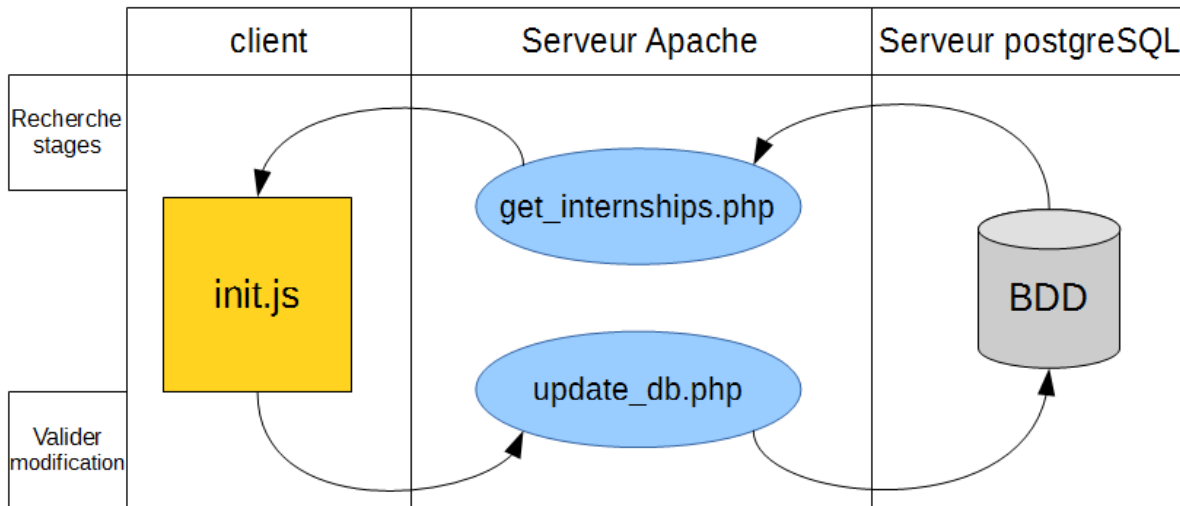 client
Serveur Apache
Serveur postgreSQL
Recherche
stages
get_internships.php
init.js
BDD
update_db.php
Valider
modification